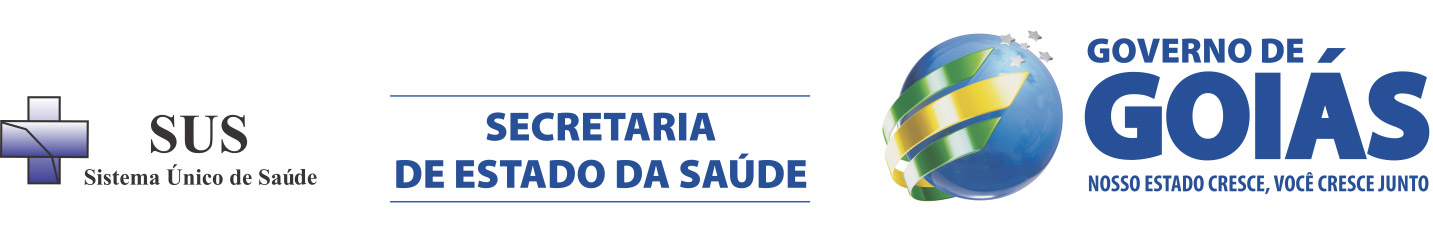 SUS
Sistema Único de Saúde
SECRETARIA
DE ESTADO DA SAÚDE
GOVERNO DE
GOIÁS
NOSSO ESTADO CRESCE, VOCÊ CRESCE JUNTO